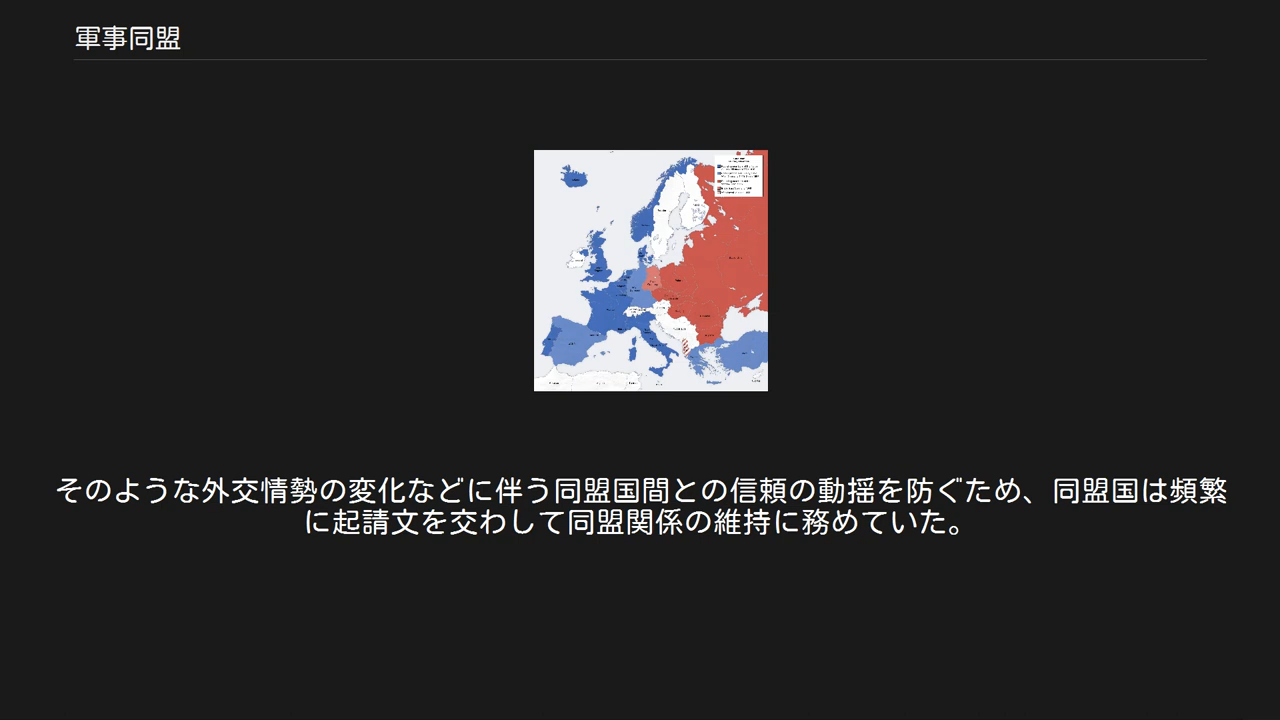 軍事同盟
そのような外交情勢の変化などに伴う同盟国間との信頼の動揺を防ぐため、同盟国は頻繁
に起請文を交わして同盟関係の維持に務めていた。